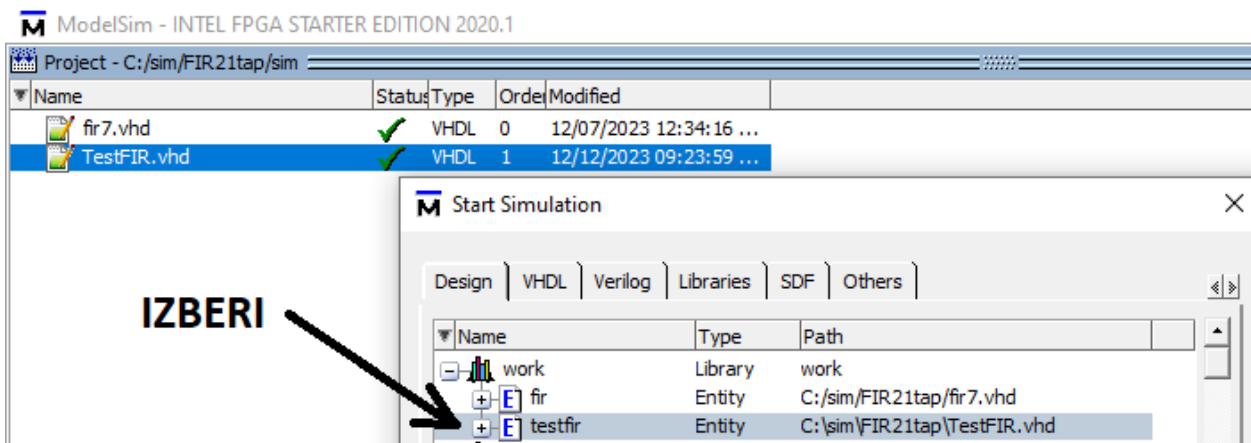 ModelSim - INTEL FPGA STARTER EDITION 2020.1
Project - C:/sim/FIR21tap/sim
Name Status Type Order Modified
fir7.vhd VHDL 0 12/07/2023 12:34:16 ...
TestFIR.vhd VHDL 1 12/12/2023 09:23:59 ...
Start Simulation
Design VHDL Verilog Libraries SDF Others
IZBERI
Name Type Path
work Library work
E fir Entity C:/sim/FIR21tap/fir7.vhd
E testfir Entity C:\sim\FIR21tap\TestFIR.vhd